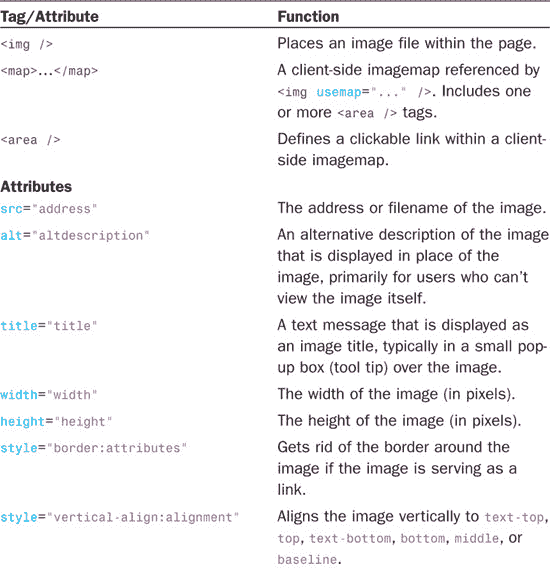 Tag/Attribute Function
<img /> Places an image file within the page.
<map>...</map> A client-side imagemap referenced by
<img usemap="..." />. Includes one
or more <area /> tags.
<area /> Defines a clickable link within a client-
side imagemap.
Attributes
src="address" The address or filename of the image.
alt="altdescription" An alternative description of the image
that is displayed in place of the
image, primarily for users who can’t
view the image itself.
title="title" A text message that is displayed as
an image title, typically in a small pop-
up box (tool tip) over the image.
width="width" The width of the image (in pixels).
height="height" The height of the image (in pixels).
style="border:attributes" Gets rid of the border around the
image if the image is serving as a
link.
style="vertical-align:alignment" Aligns the image vertically to text-top,
top, text-bottom, bottom, middle, or
baseline.